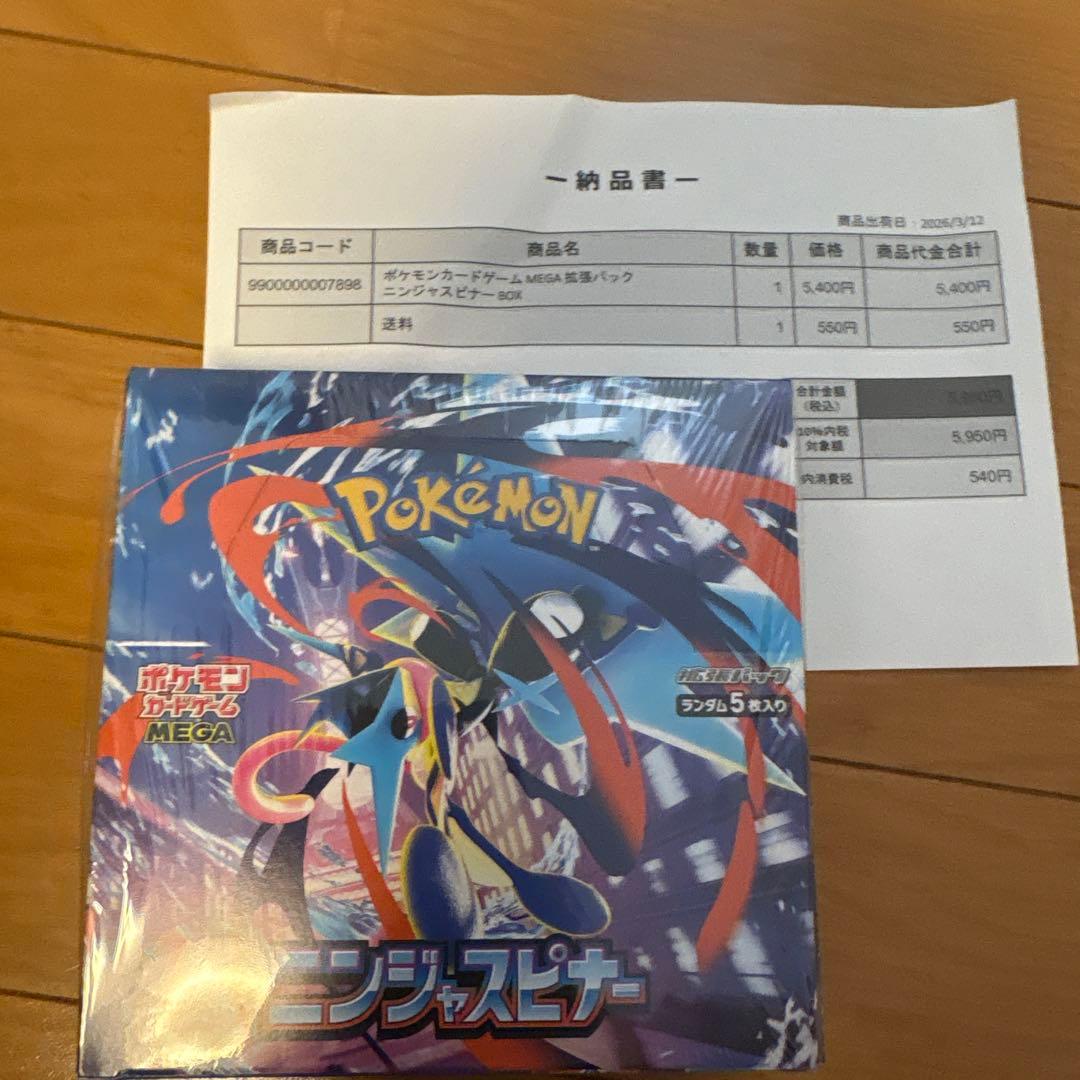 ー納品書ー
商品出荷日：2026/3/12
商品コード 商品名 数量 価格 商品代金合計
9900000007898 ポケモンカードゲーム MEGA 拡張パック
ニンジャスピナー BOX 1 5,400円 5,400円
送料 1 550円 550円
合計金額
（税込）
10%内税
対象額 5,950円
内消費税 540円
POKéMON
ポケモン
カードゲーム
MEGA
拡張パック
ランダム5枚入り
ニンジャスピナー